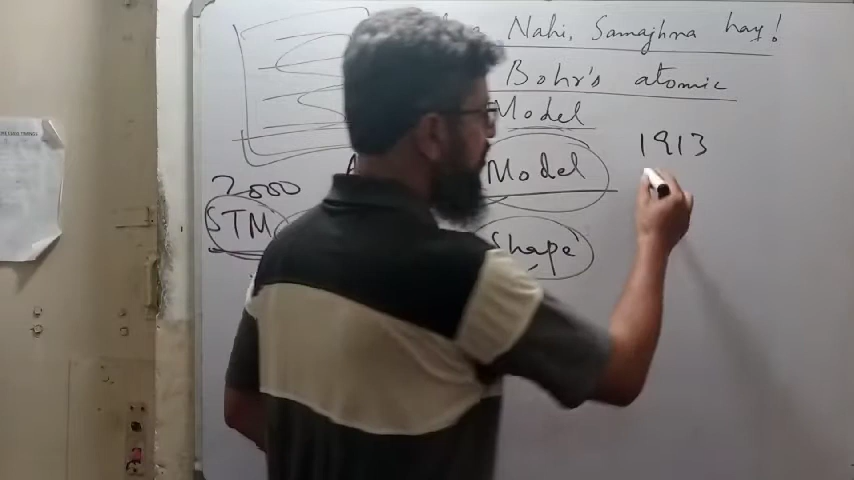 Nahi, Samajhna hay!
Bohr's atomic
Model
Model
1913
2000
STM
Shape